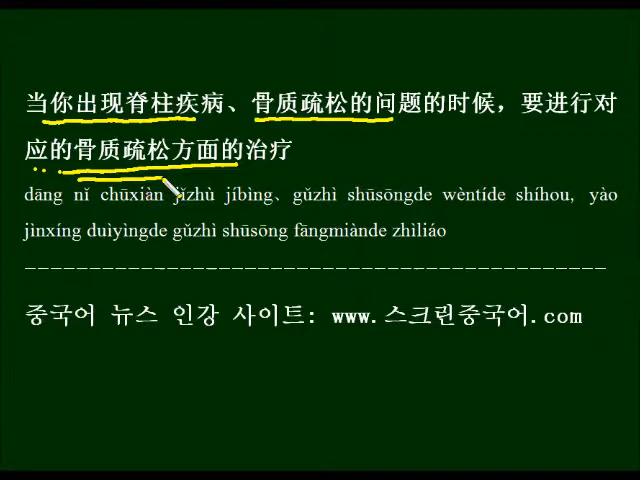 当你出现脊柱疾病、骨质疏松的问题的时候，要进行对
应的骨质疏松方面的治疗
dāng nǐ chūxiàn jǐzhù jíbìng、gǔzhì shūsōngde wèntíde shíhou, yào
jìnxíng duìyìngde gǔzhì shūsōng fāngmiànde zhìliáo
------------------------------------------------
중국어 뉴스 인강 사이트: www.스크린중국어.com